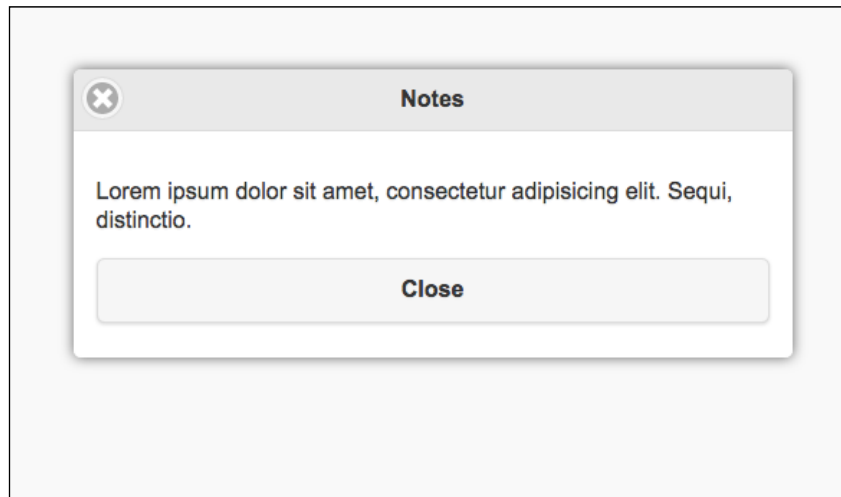 Notes
Lorem ipsum dolor sit amet, consectetur adipisicing elit. Sequi,
distinctio.
Close